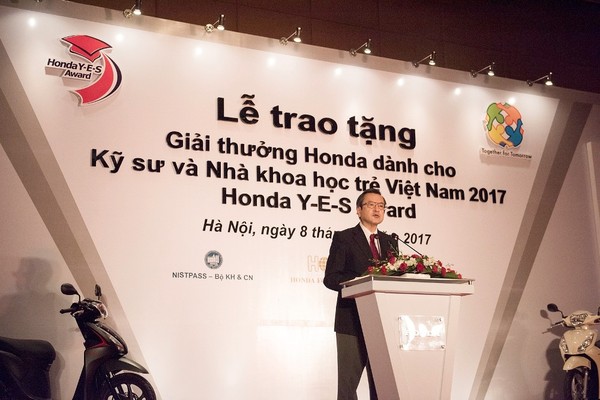 Honda Y-E-S
Award
Together for Tomorrow
Lễ trao tặng
Giải thưởng Honda dành cho
Kỹ sư và Nhà khoa học trẻ Việt Nam 2017
Honda Y-E-S
Hà Nội, ngày 8 2017
NISTPASS – Bộ KH & CN
HONDA